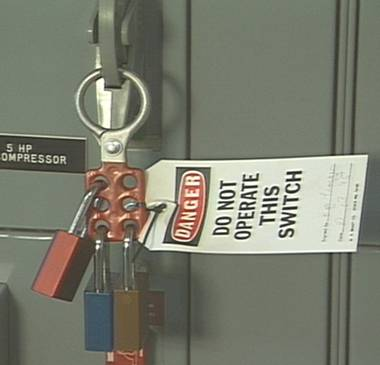 5 HP
COMPRESSOR
DANGER
DO NOT
OPERATE
THIS
SWITCH